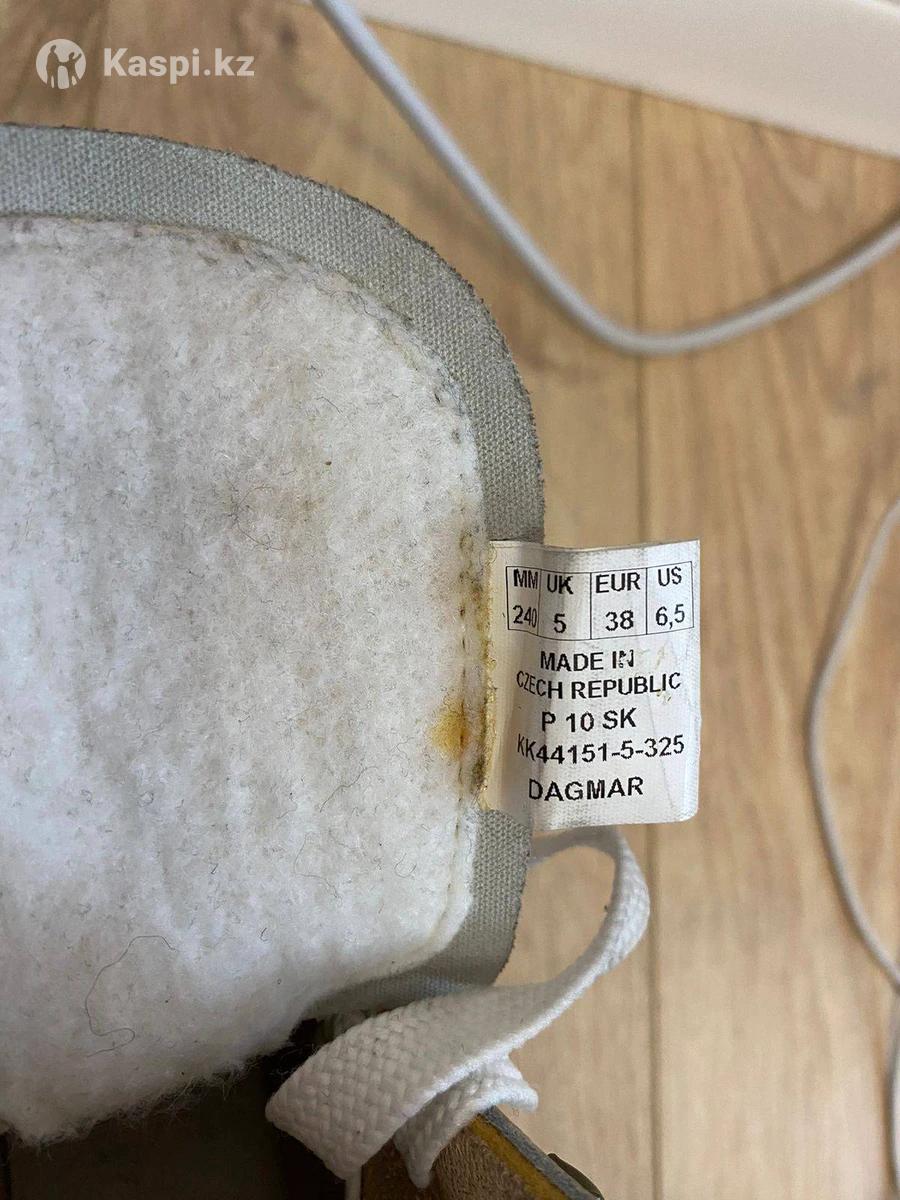 Kaspi.kz
MM UK EUR US
240 5 38 6,5
MADE IN
CZECH REPUBLIC
P 10 SK
KK44151-5-325
DAGMAR